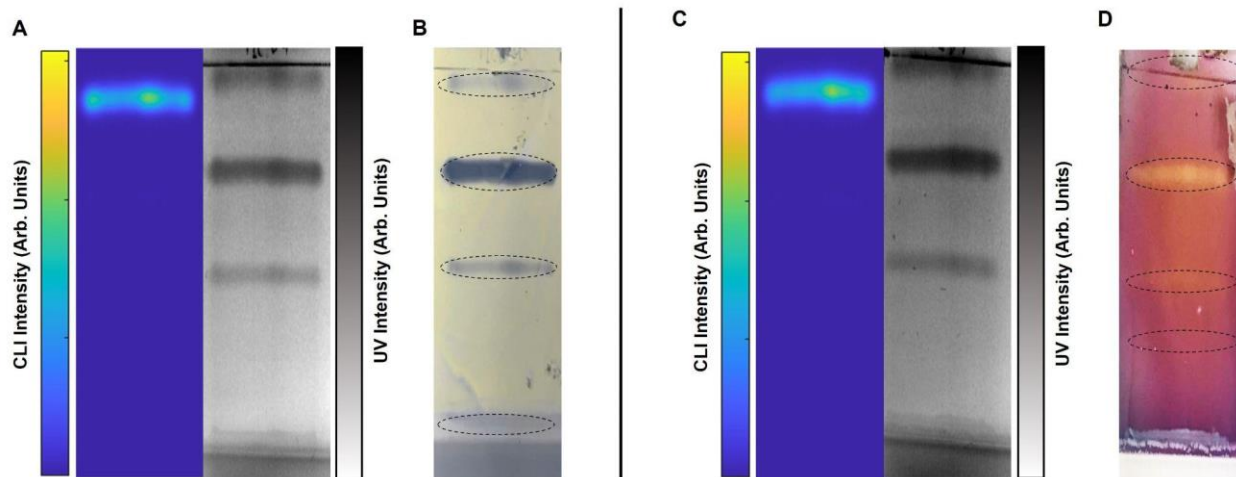 A
B
C
D
CLI Intensity (Arb. Units)
UV Intensity (Arb. Units)
CLI Intensity (Arb. Units)
UV Intensity (Arb. Units)